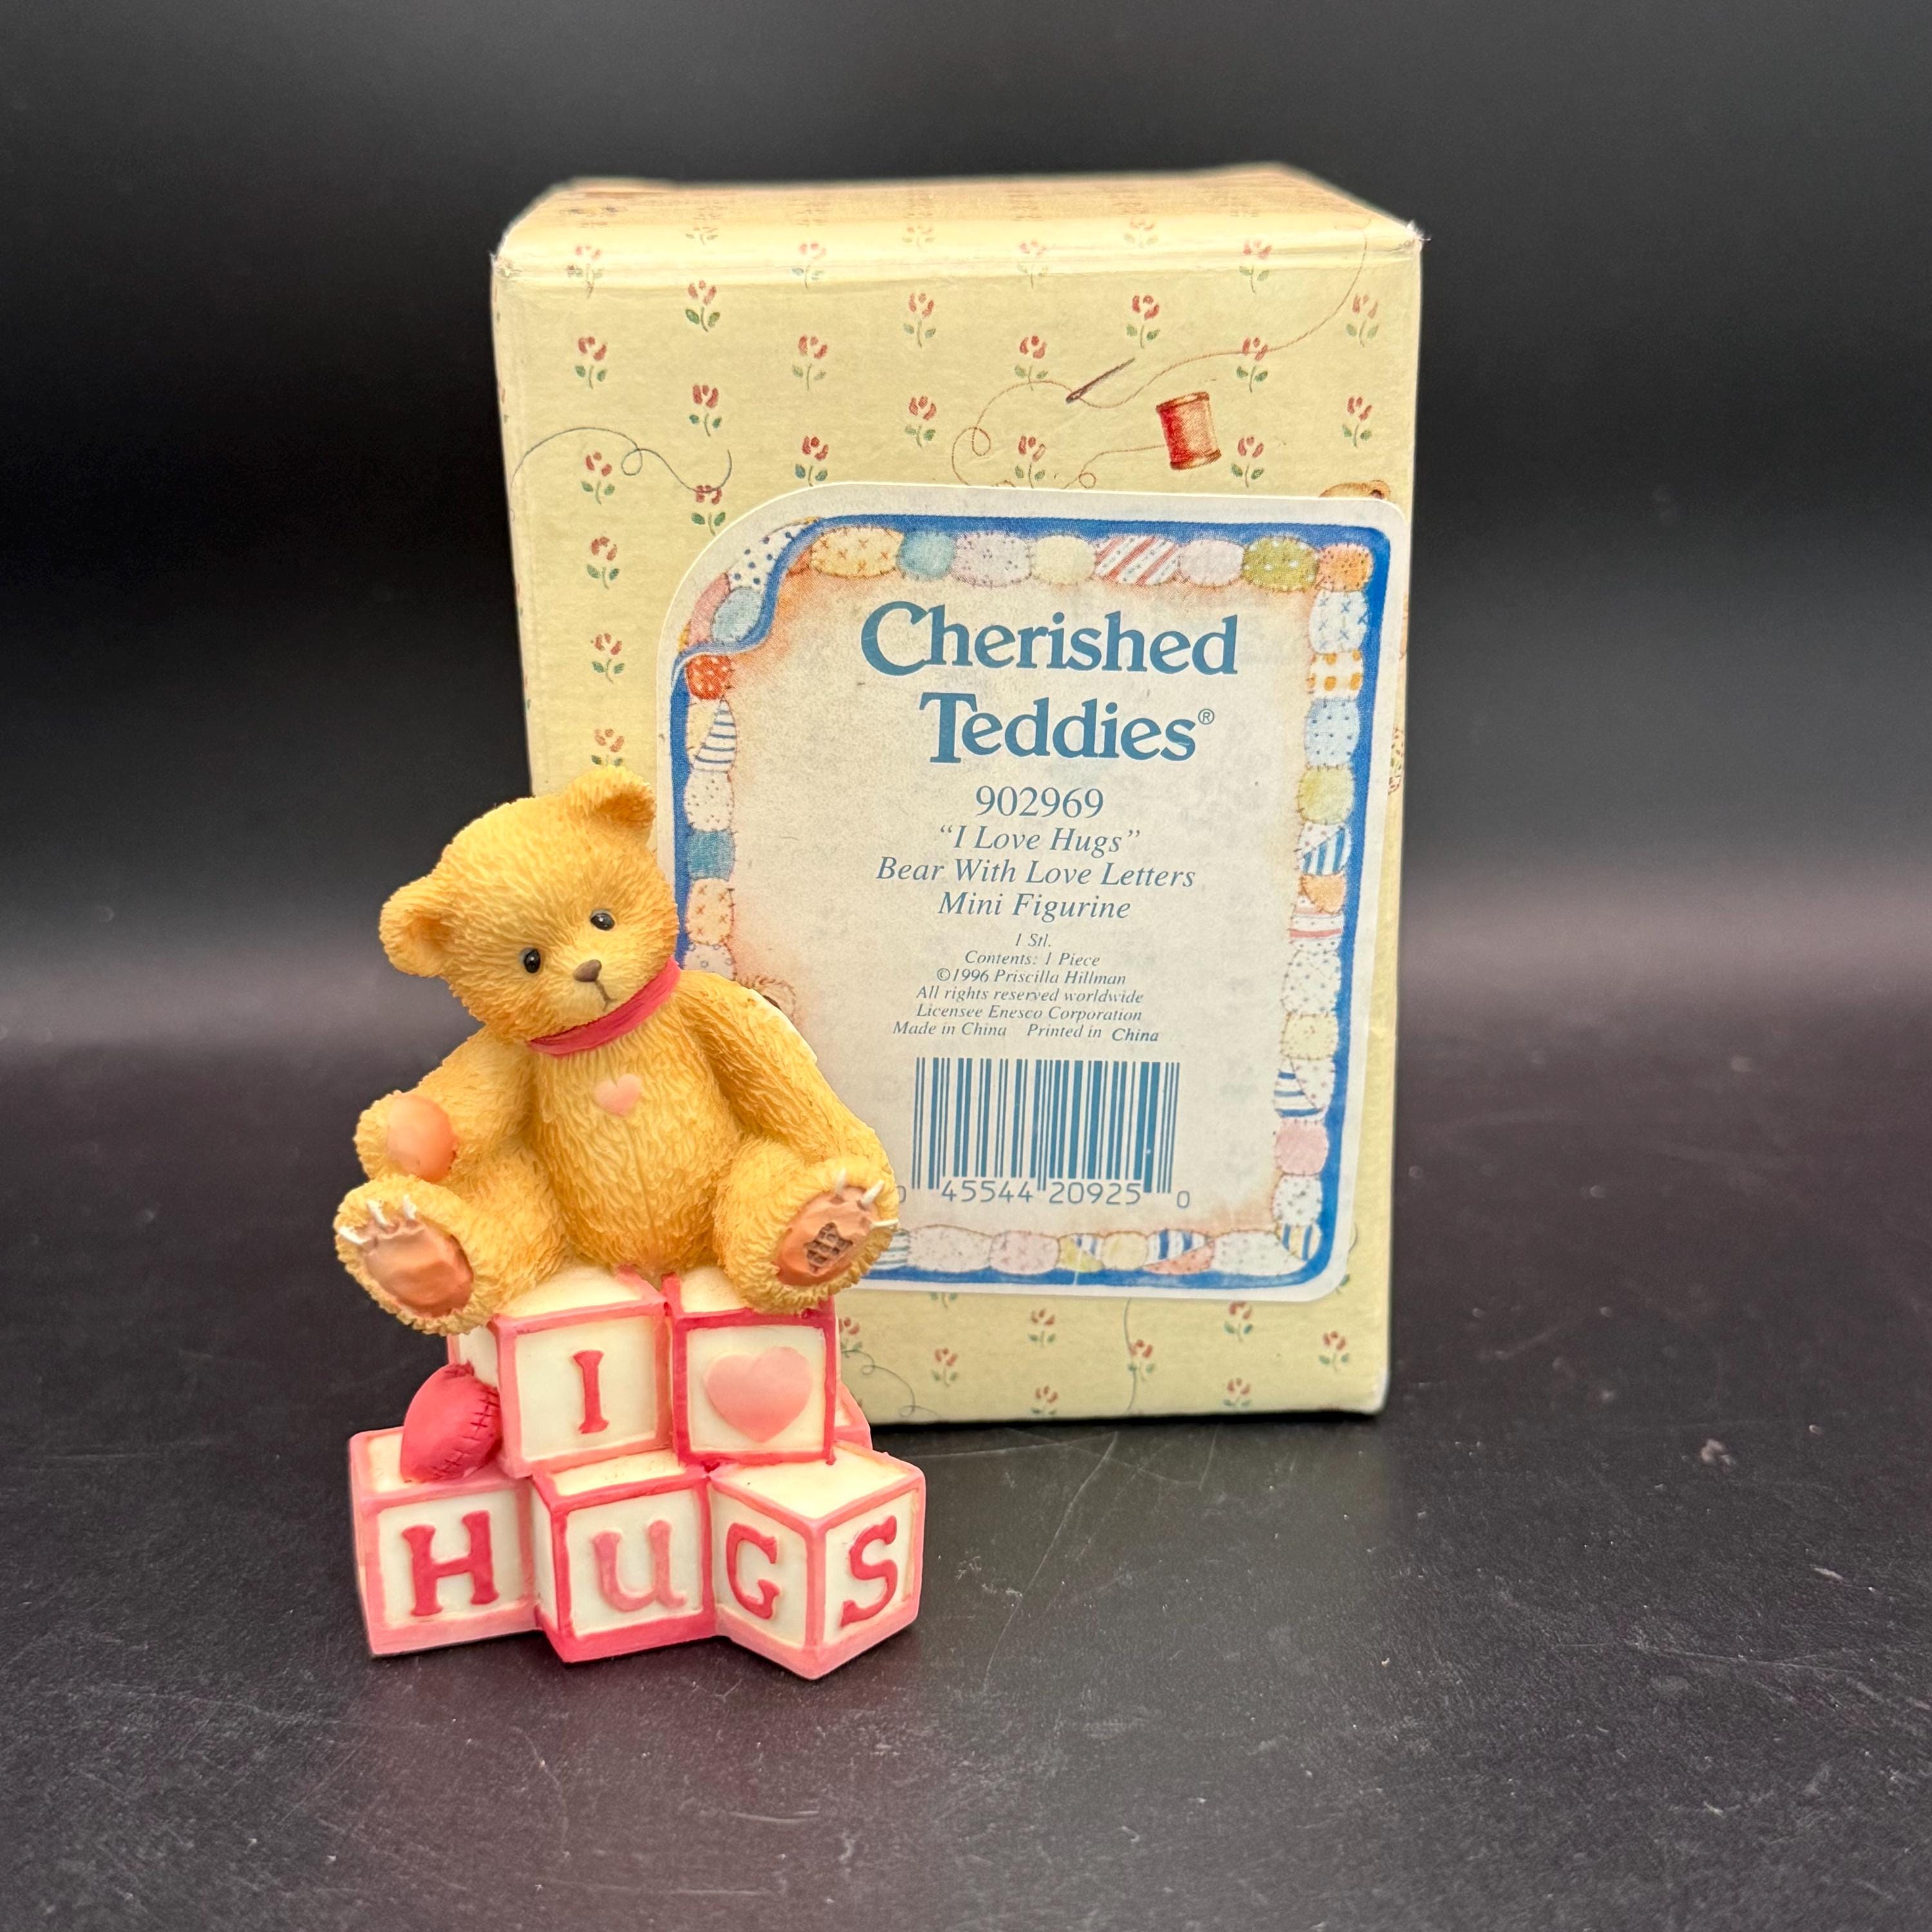 Cherished
Teddies®
902969
“I Love Hugs”
Bear With Love Letters
Mini Figurine
1 Stl.
Contents: 1 Piece
©1996 Priscilla Hillman
All rights reserved worldwide
Licensee Enesco Corporation
Made in China Printed in China
0 45544 20925 0
I
HuGS